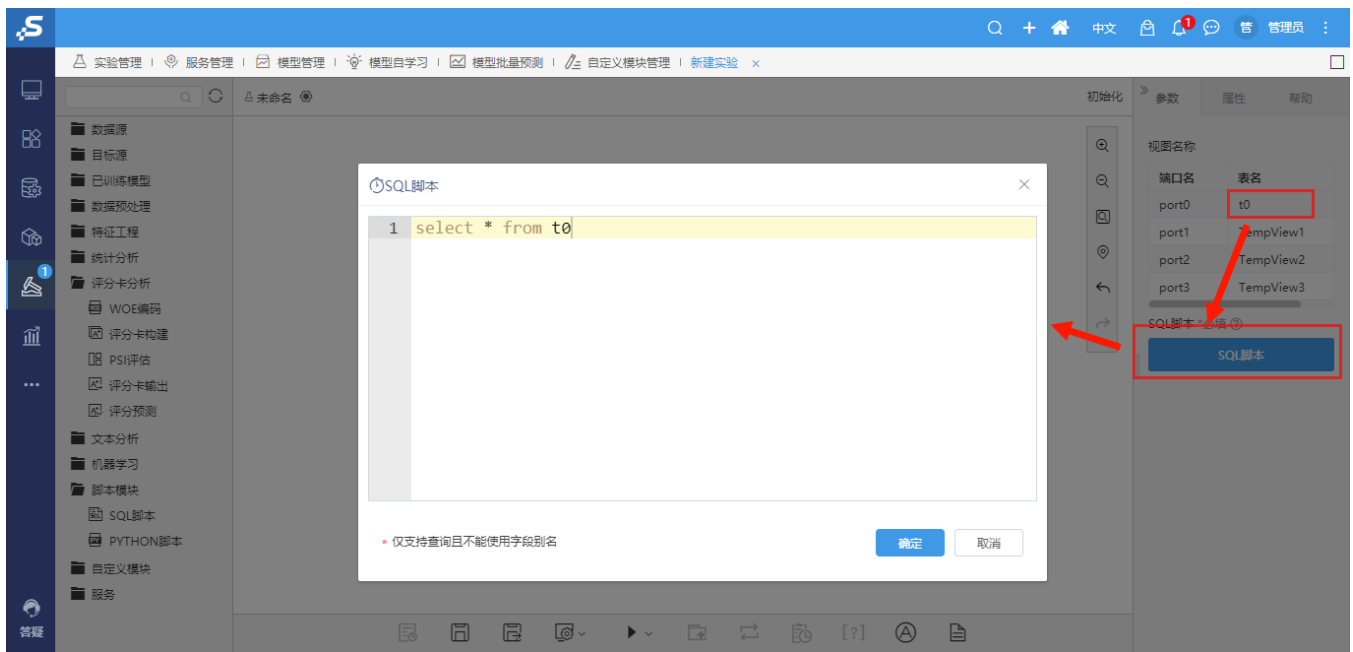 中文 1 管 管理员
实验管理 服务管理 模型管理 模型自学习 模型批量预测 自定义模块管理 新建实验 ×
未命名 初始化 参数 属性 帮助
数据源
目标源
已训练模型
数据预处理
特征工程
统计分析
评分卡分析
WOE编码
评分卡构建
PSI评估
评分卡输出
评分预测
文本分析
机器学习
脚本模块
SQL脚本
PYTHON脚本
自定义模块
服务
1
答疑
SQL脚本
1 select * from t0
* 仅支持查询且不能使用字段别名
确定 取消
视图名称
端口名 表名
port0 t0
port1 TempView1
port2 TempView2
port3 TempView3
SQL脚本 *必填
SQL脚本
[?]